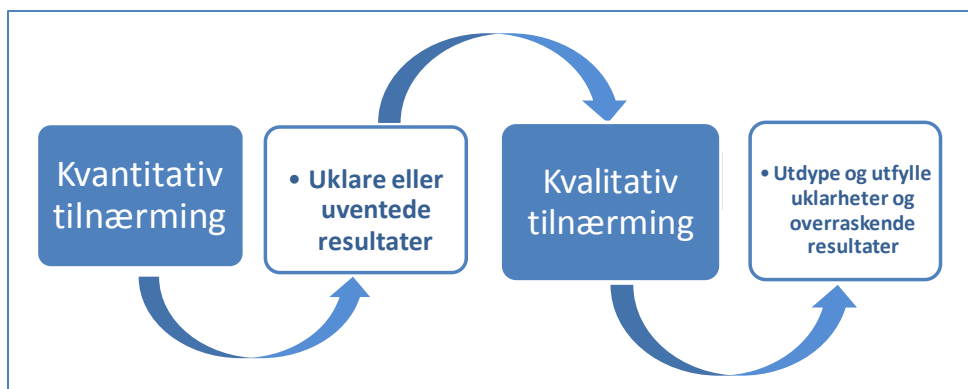 Kvantitativ
tilnærming
• Uklare eller
uventede
resultater
Kvalitativ
tilnærming
• Utdype og utfylle
uklarheter og
overraskende
resultater